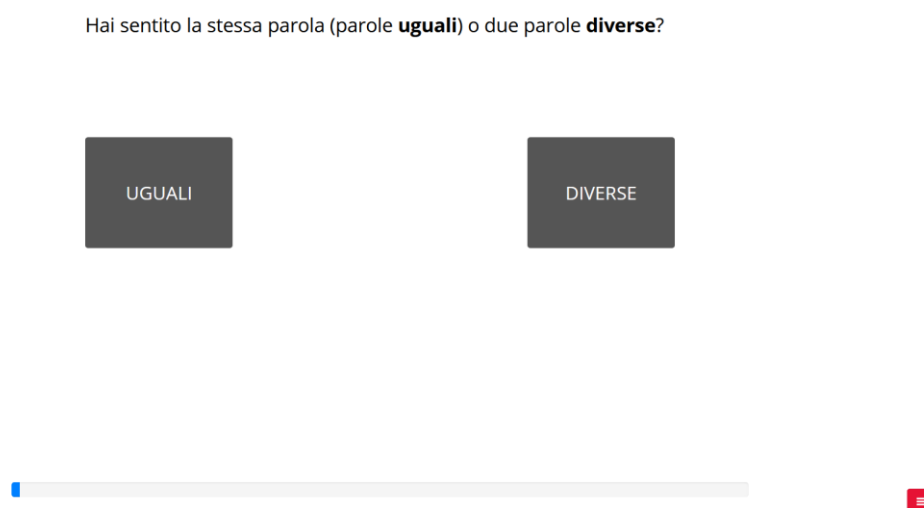 Hai sentito la stessa parola (parole uguali) o due parole diverse?
UGUALI
DIVERSE